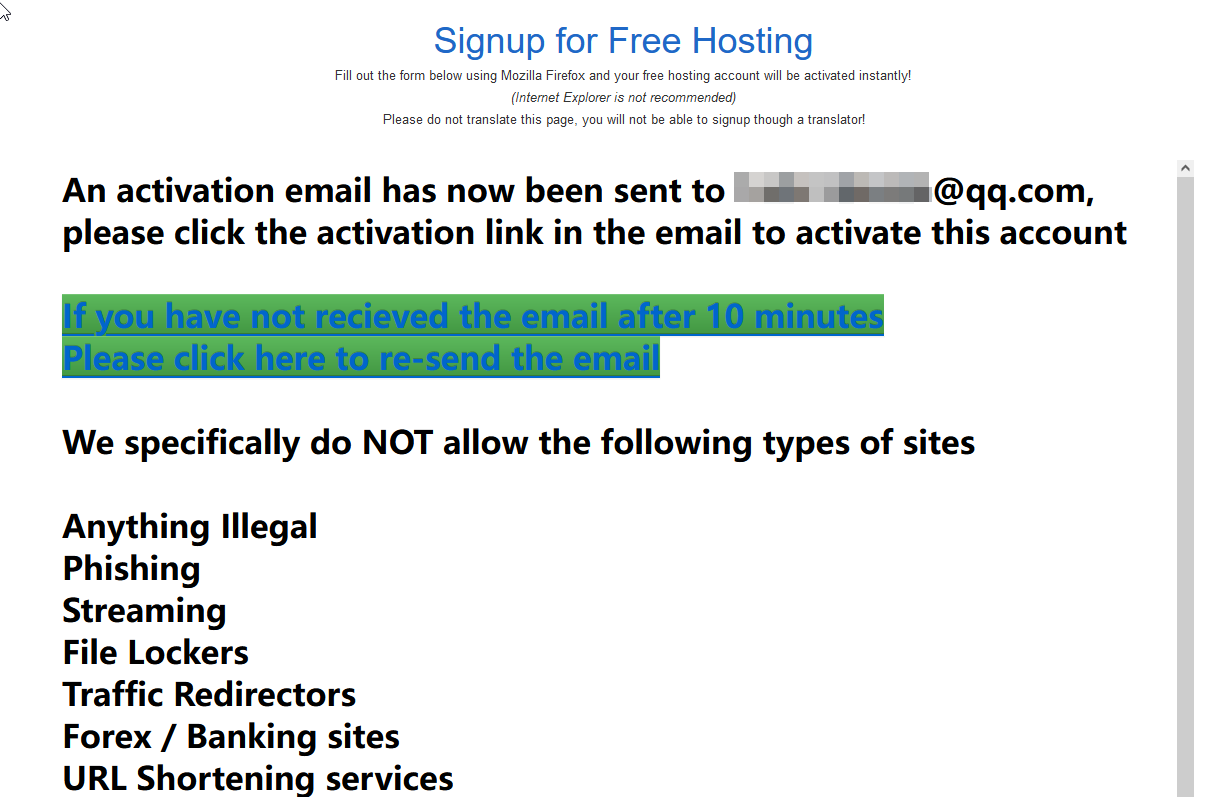 Signup for Free Hosting
Fill out the form below using Mozilla Firefox and your free hosting account will be activated instantly!
(Internet Explorer is not recommended)
Please do not translate this page, you will not be able to signup though a translator!
An activation email has now been sent to @qq.com,
please click the activation link in the email to activate this account
If you have not recieved the email after 10 minutes
Please click here to re-send the email
We specifically do NOT allow the following types of sites
Anything Illegal
Phishing
Streaming
File Lockers
Traffic Redirectors
Forex / Banking sites
URL Shortening services